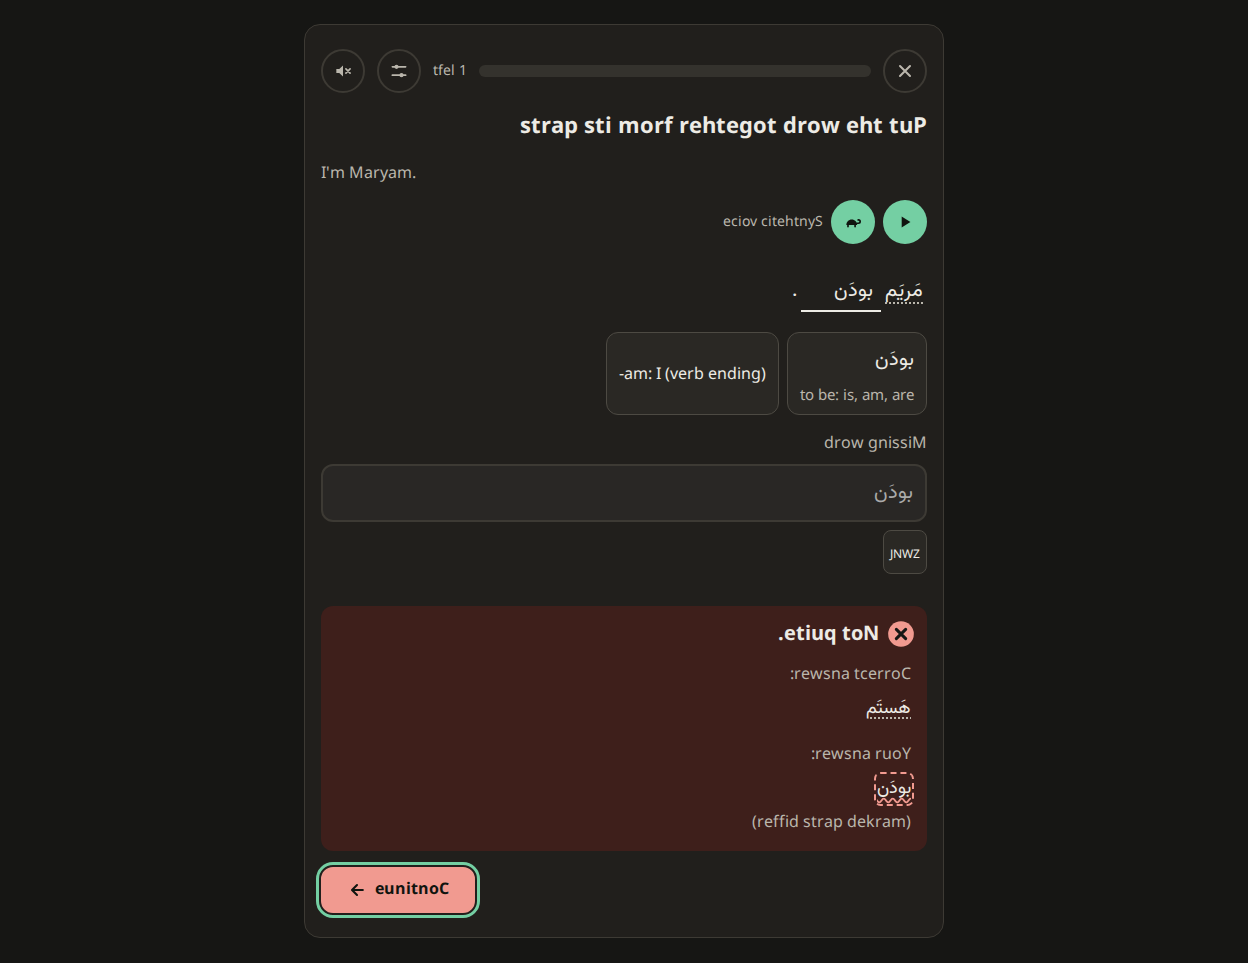 tfel 1
strap sti morf rehtegot drow eht tuP
I'm Maryam.
eciov citehtnyS
مَریَم بودَن .
بودَن
to be: is, am, are
-am: I (verb ending)
drow gnissiM
بودَن
ZWNJ
.etiuq toN
:rewsna tcerroC
هَستَم
:rewsna ruoY
بودَن
(reffid strap dekram)
eunitnoC